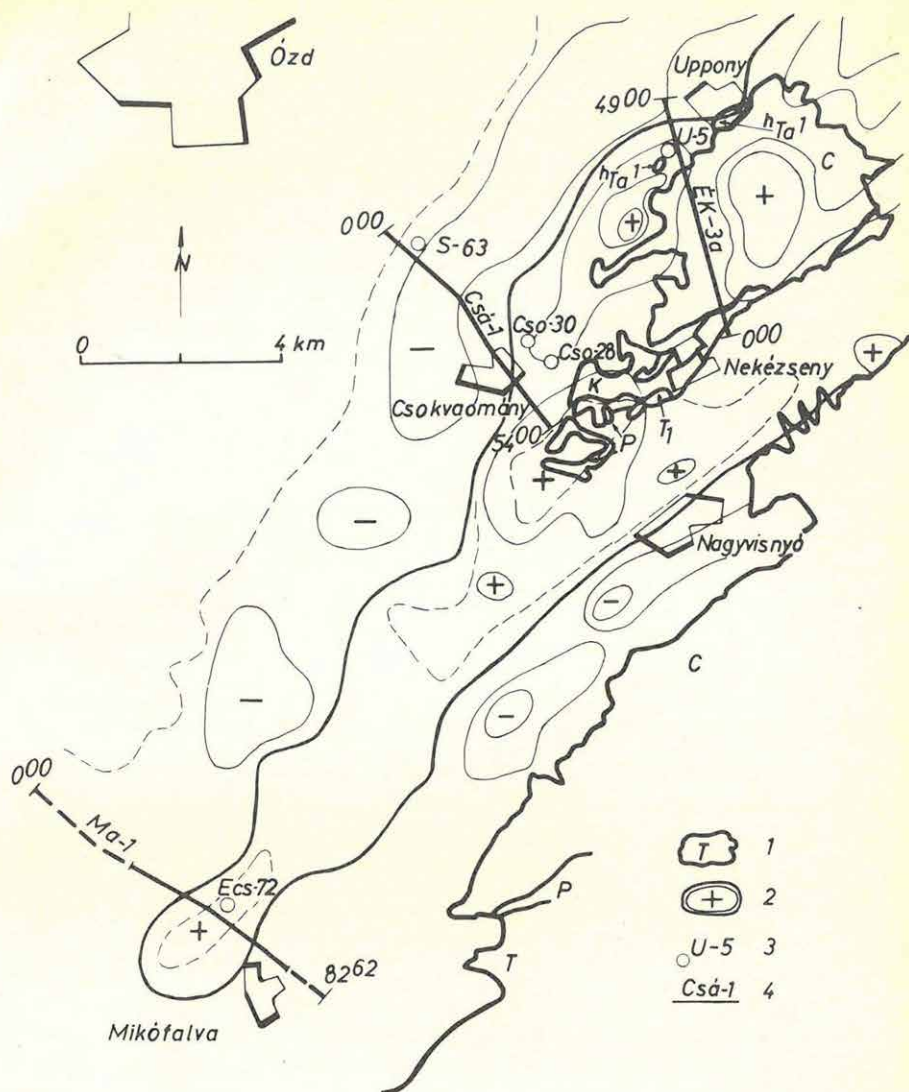 Ózd
Uppony
49⁰⁰
hTa¹
U-5
C
hTa¹
+
+
ÉK-3a
0⁰⁰
S-63
N
Csá-1
Cso-30
0⁰⁰
0 4 km
−
Cso-28
+
Nekézseny
Csokvaomány
K
54⁰⁰
P
T₁
+
+
−
Nagyvisnyó
+
−
C
−
−
0⁰⁰
Ma-1
T 1
Ecs-72
P
+ 2
+
U-5 3
T
82⁶²
Csá-1 4
Mikófalva